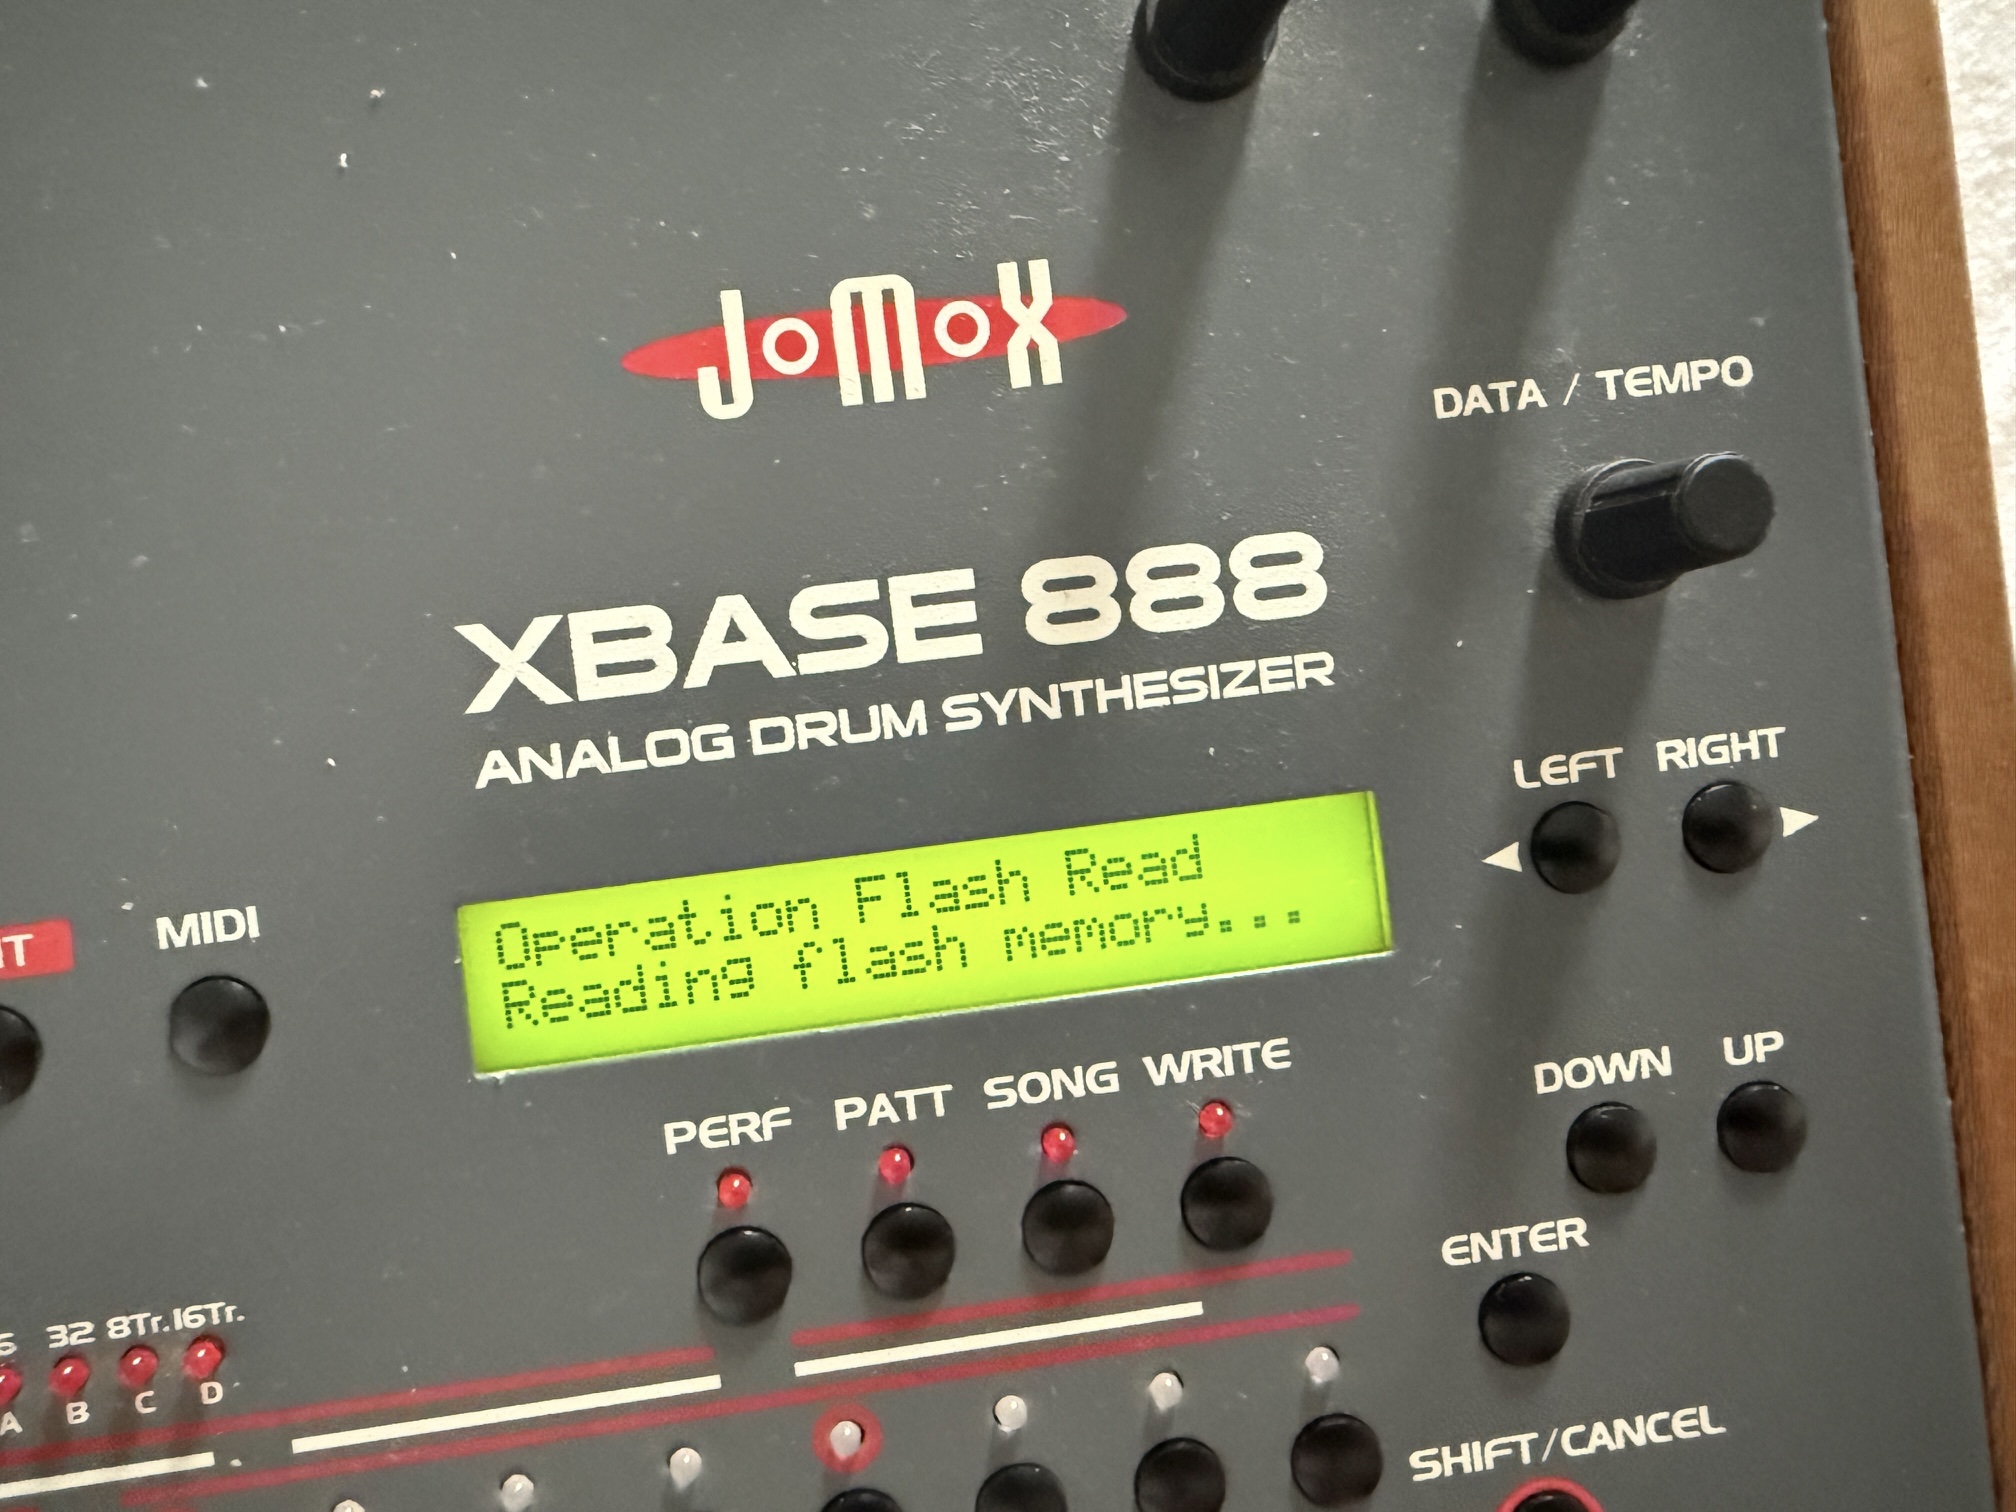 JoMoX
DATA / TEMPO
XBASE 888
ANALOG DRUM SYNTHESIZER
LEFT RIGHT
Operation Flash Read
Reading flash memory...
MIDI
PERF PATT SONG WRITE
DOWN UP
ENTER
32 8Tr. 16Tr.
A B C D
SHIFT/CANCEL